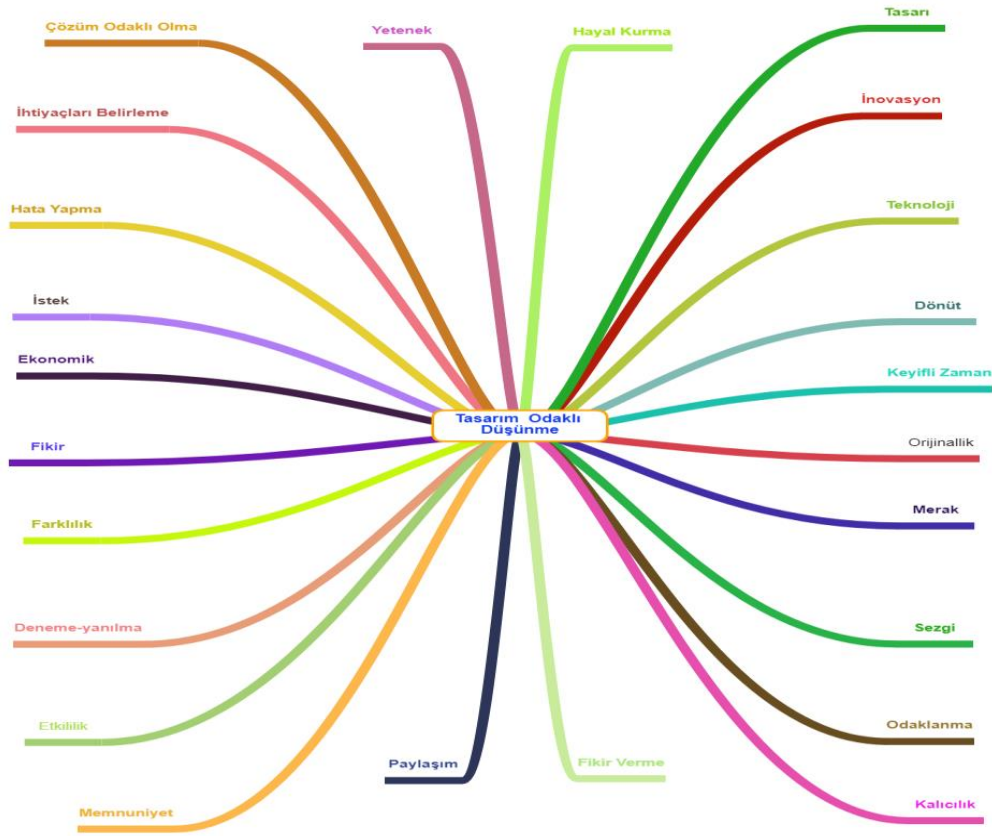 Çözüm Odaklı Olma
Yetenek
Hayal Kurma
Tasarı
İhtiyaçları Belirleme
İnovasyon
Hata Yapma
Teknoloji
İstek
Dönüt
Ekonomik
Keyifli Zaman
Tasarım Odaklı
Düşünme
Fikir
Orijinallik
Farklılık
Merak
Deneme-yanılma
Sezgi
Etkililik
Odaklanma
Paylaşım
Fikir Verme
Memnuniyet
Kalıcılık